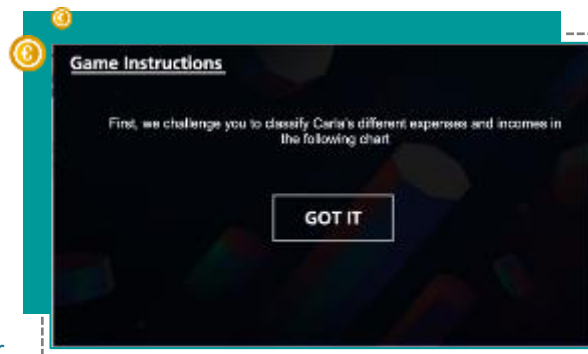 Game Instructions
First, we challenge you to classify Carla's different expenses and incomes in
the following chart
GOT IT